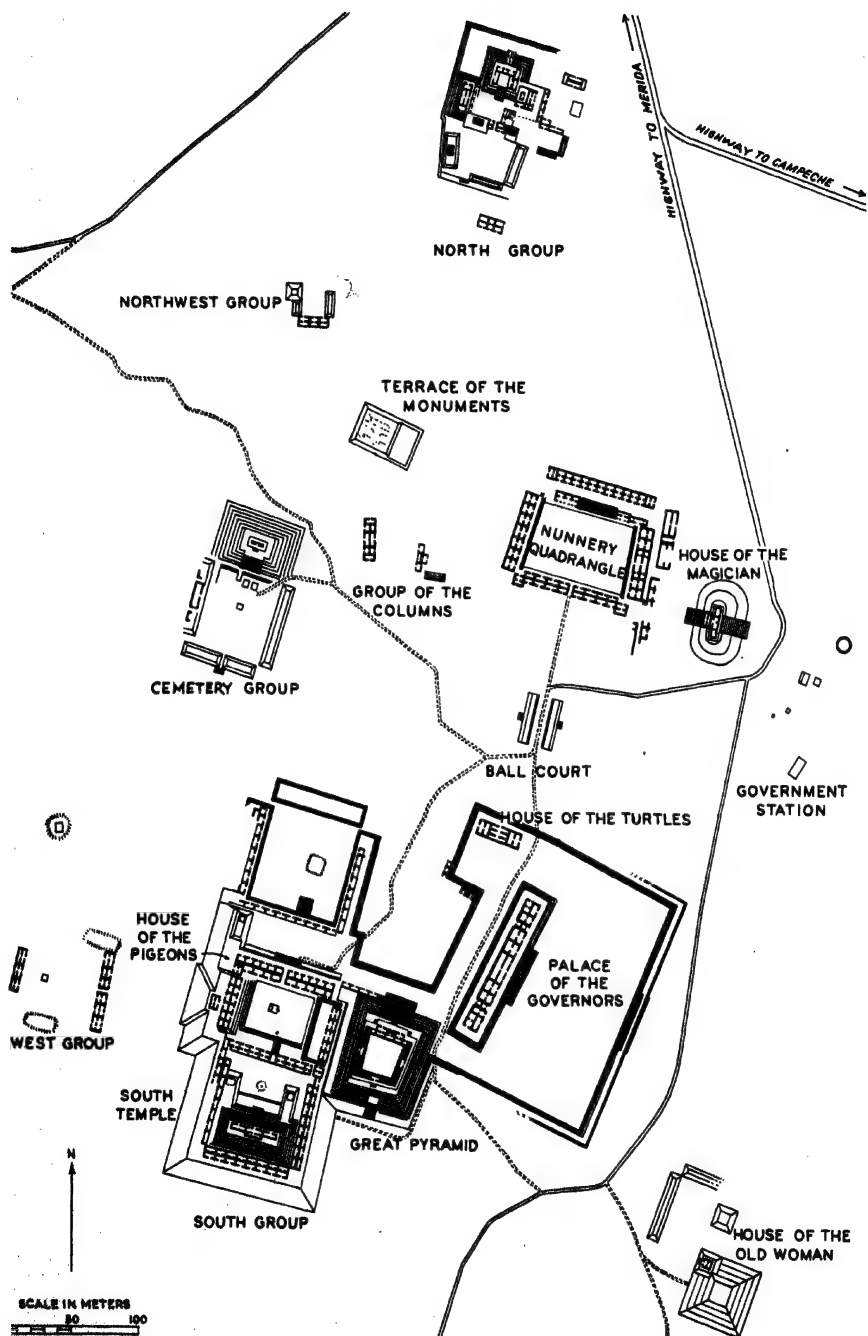 HIGHWAY TO MERIDA
HIGHWAY TO CAMPECHE
NORTH GROUP
NORTHWEST GROUP
TERRACE OF THE
MONUMENTS
NUNNERY
QUADRANGLE
HOUSE OF THE
MAGICIAN
GROUP OF THE
COLUMNS
CEMETERY GROUP
BALL COURT
GOVERNMENT
STATION
HOUSE OF THE TURTLES
HOUSE
OF THE
PIGEONS
PALACE
OF THE
GOVERNORS
WEST GROUP
SOUTH
TEMPLE
GREAT PYRAMID
N
SOUTH GROUP
HOUSE OF THE
OLD WOMAN
SCALE IN METERS
50 100